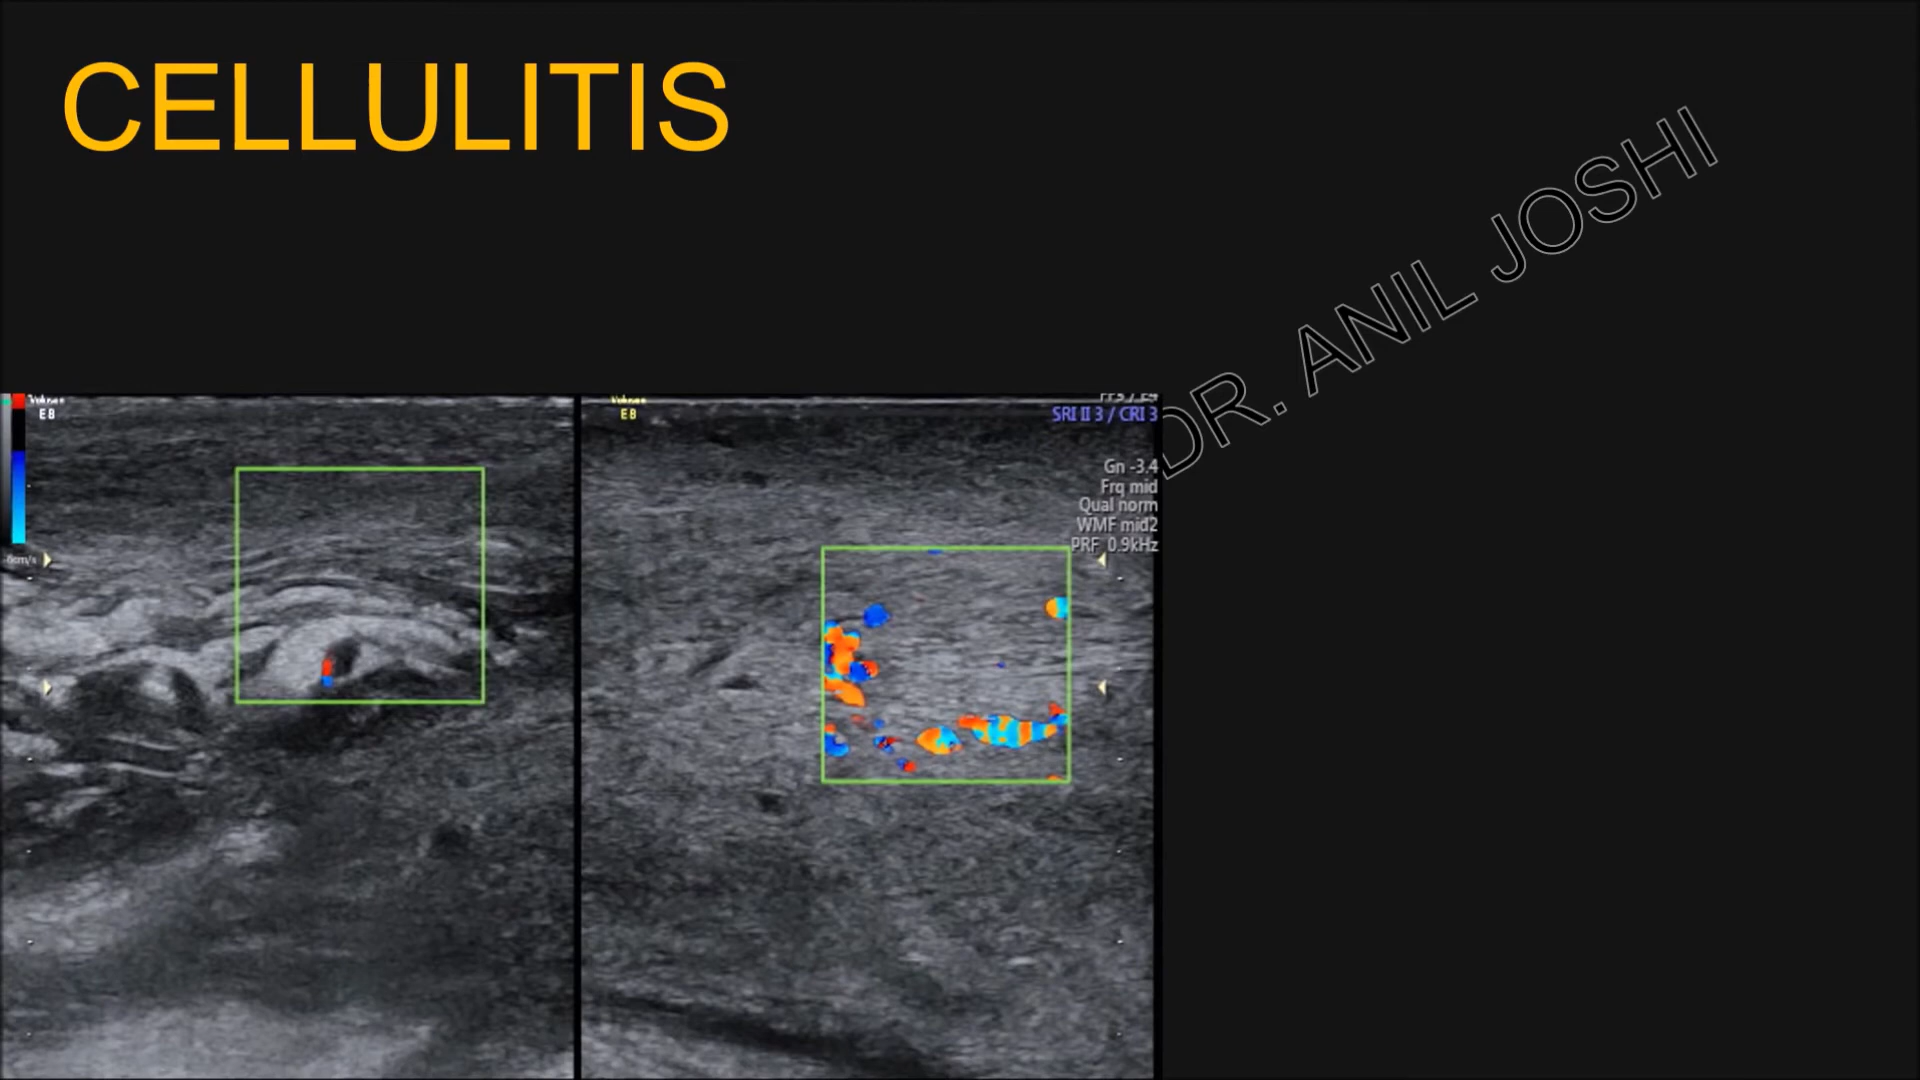 CELLULITIS
DR. ANIL JOSHI
E8
E8
SRI II 3 / CRI 3
Gn -3.4
Frq mid
Qual norm
WMF mid2
PRF 0.9kHz